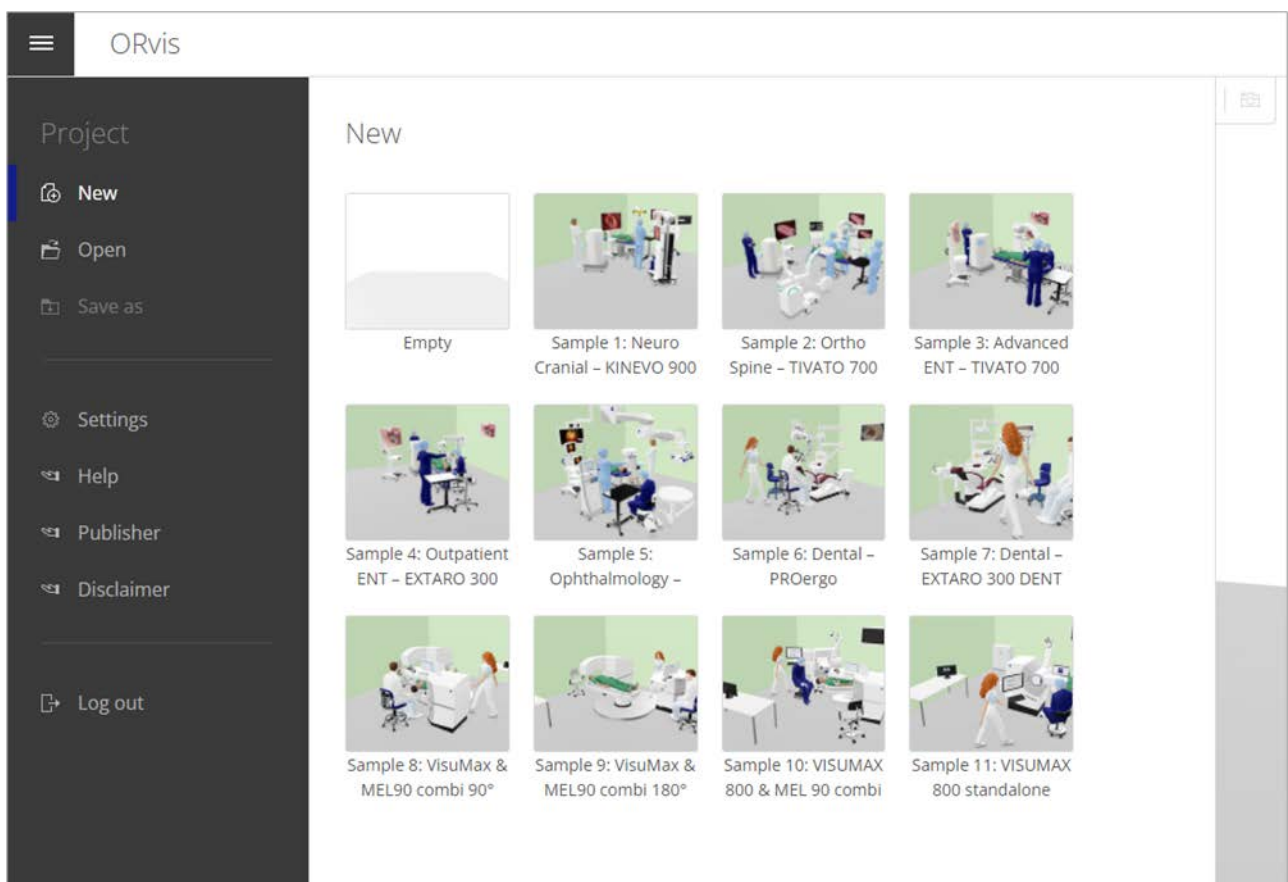 ORvis
Project
New
Open
Save as
Settings
Help
Publisher
Disclaimer
Log out
New
Empty
Sample 1: Neuro
Cranial – KINEVO 900
Sample 2: Ortho
Spine – TIVATO 700
Sample 3: Advanced
ENT – TIVATO 700
Sample 4: Outpatient
ENT – EXTARO 300
Sample 5:
Ophthalmology –
Sample 6: Dental –
PROergo
Sample 7: Dental –
EXTARO 300 DENT
Sample 8: VisuMax &
MEL90 combi 90°
Sample 9: VisuMax &
MEL90 combi 180°
Sample 10: VISUMAX
800 & MEL 90 combi
Sample 11: VISUMAX
800 standalone